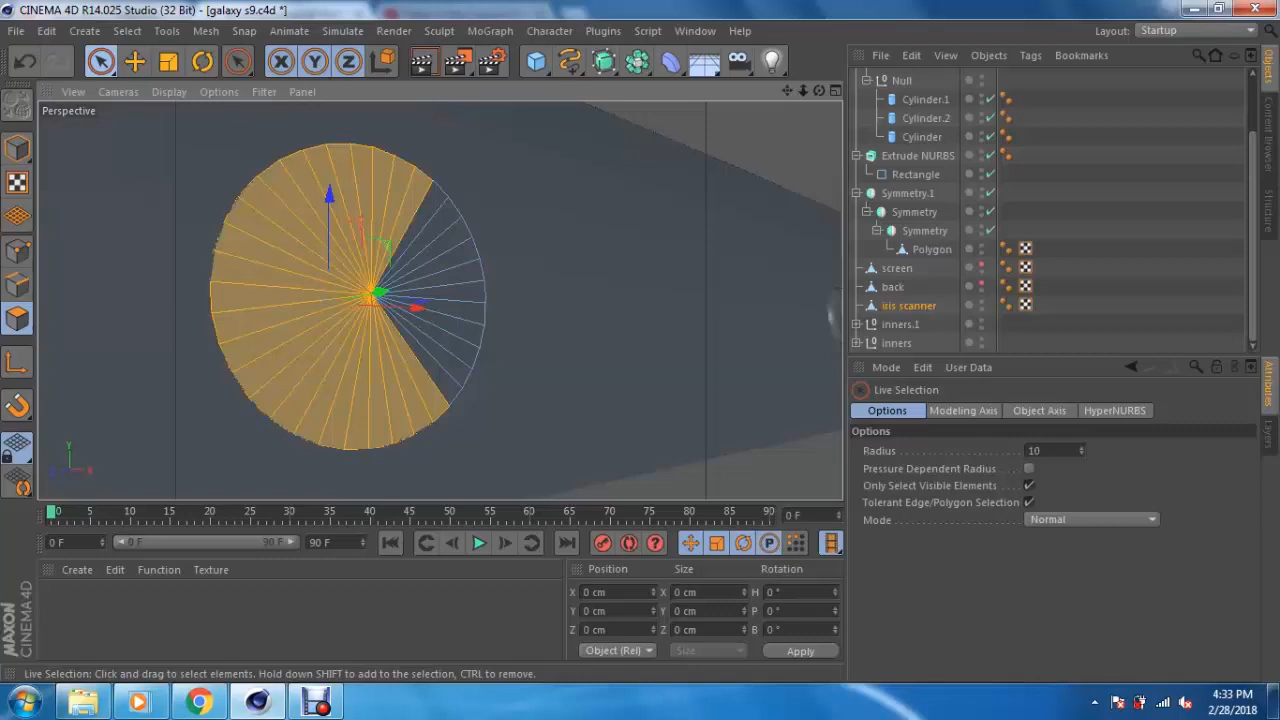 CINEMA 4D R14.025 Studio (32 Bit) - [galaxy s9.c4d *]
File Edit Create Select Tools Mesh Snap Animate Simulate Render MoGraph Character Plugins Script Window Help Layout: Startup
File Edit View Objects Tags Bookmarks
View Cameras Display Options Filter Panel
Perspective
Null
Cylinder.1
Cylinder.2
Cylinder
Extrude NURBS
Rectangle
Symmetry.1
Symmetry
Symmetry
Polygon
screen
back
iris scanner
inners.1
inners
Objects
Content Browser
Structure
Mode Edit User Data
Live Selection
Options Modeling Axis Object Axis HyperNURBS
Options
Radius 10
Pressure Dependent Radius
Only Select Visible Elements
Tolerant Edge/Polygon Selection
Mode Normal
Attributes
Layers
Y
X
0 5 10 15 20 25 30 35 40 45 50 55 60 65 70 75 80 85 90 0 F
0 F 0 F 90 F 90 F
Create Edit Function Texture
Position Size Rotation
X 0 cm X 0 cm H 0 °
Y 0 cm Y 0 cm P 0 °
Z 0 cm Z 0 cm B 0 °
Object (Rel) Size Apply
MAXON
CINEMA 4D
Live Selection: Click and drag to select elements. Hold down SHIFT to add to the selection, CTRL to remove.
4:33 PM
2/28/2018